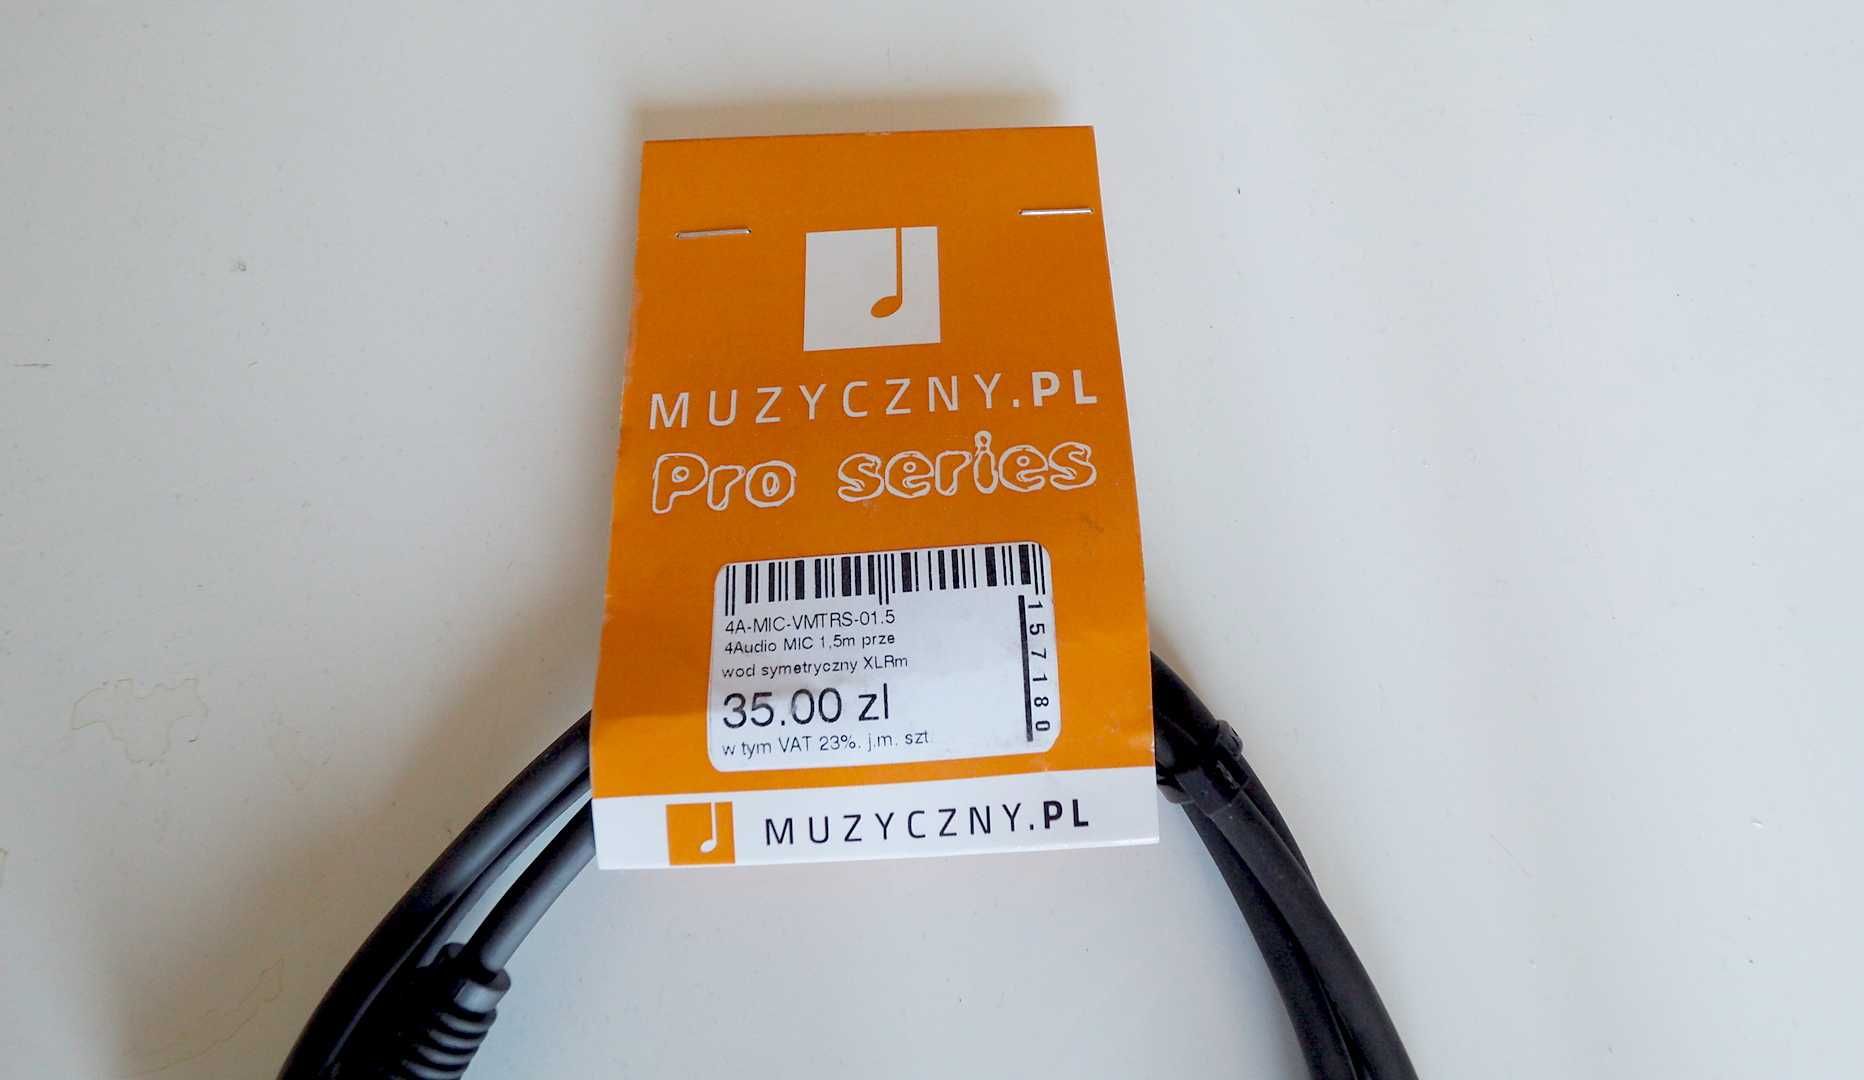 MUZYCZNY.PL
Pro series
4A-MIC-VMTRS-01.5
4Audio MIC 1,5m prze
wod symetryczny XLRm
35.00 zl
w tym VAT 23%. j.m. szt.
157180
MUZYCZNY.PL